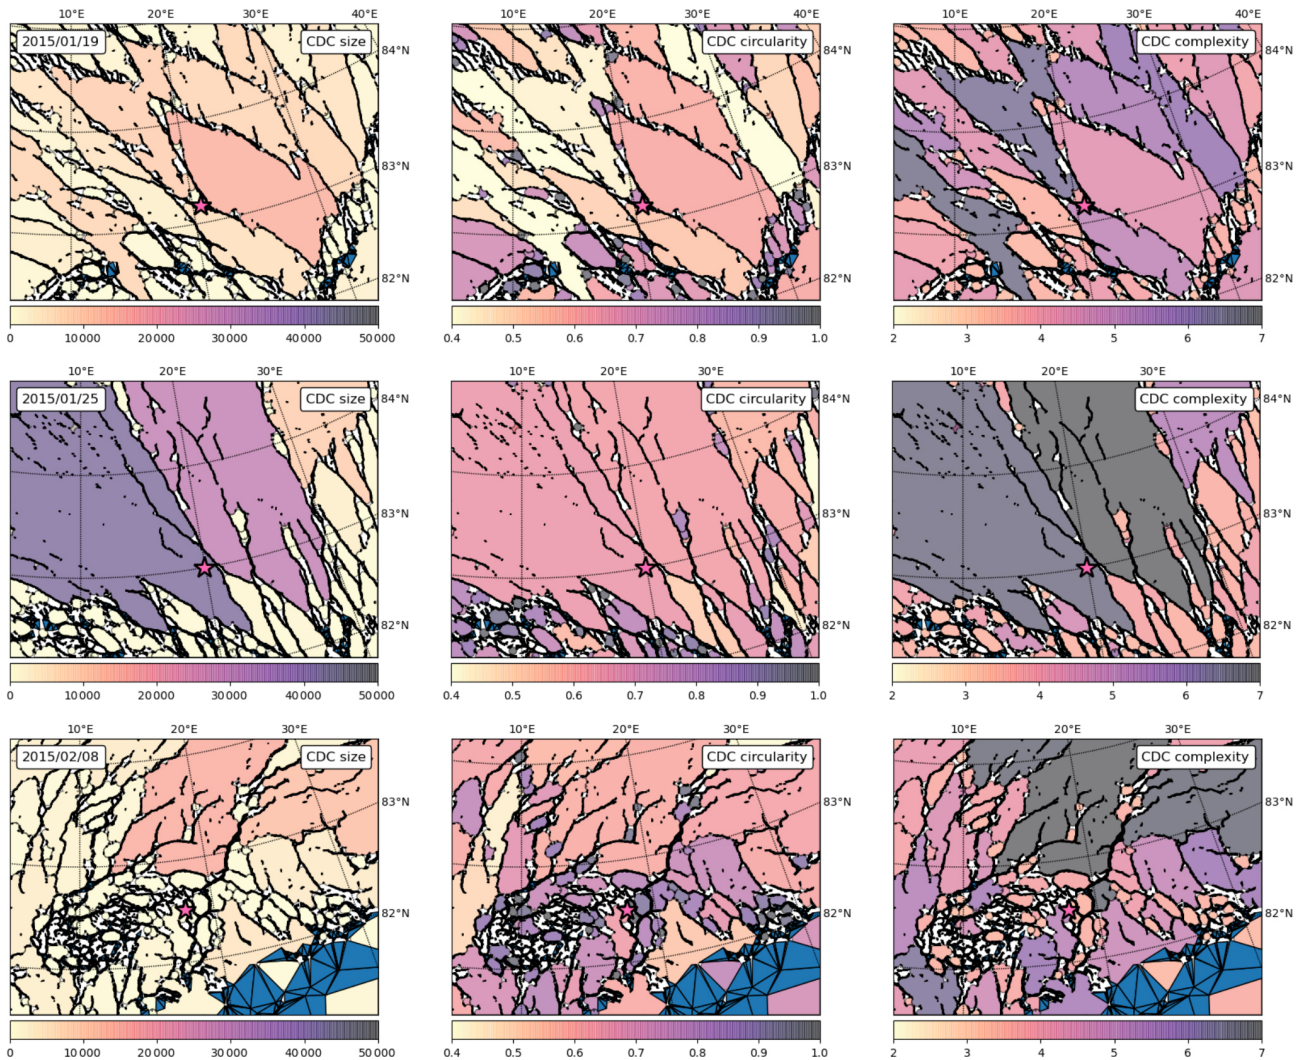 10°E 20°E 30°E 40°E 10°E 20°E 30°E 40°E 10°E 20°E 30°E 40°E
2015/01/19 CDC size CDC circularity CDC complexity
84°N 84°N 84°N
83°N 83°N 83°N
82°N 82°N 82°N
0 10000 20000 30000 40000 50000 0.4 0.5 0.6 0.7 0.8 0.9 1.0 2 3 4 5 6 7
10°E 20°E 30°E 10°E 20°E 30°E 10°E 20°E 30°E
2015/01/25 CDC size CDC circularity CDC complexity
84°N 84°N 84°N
83°N 83°N 83°N
82°N 82°N 82°N
0 10000 20000 30000 40000 50000 0.4 0.5 0.6 0.7 0.8 0.9 1.0 2 3 4 5 6 7
10°E 20°E 30°E 10°E 20°E 30°E 10°E 20°E 30°E
2015/02/08 CDC size CDC circularity CDC complexity
83°N 83°N 83°N
82°N 82°N 82°N
0 10000 20000 30000 40000 50000 0.4 0.5 0.6 0.7 0.8 0.9 1.0 2 3 4 5 6 7